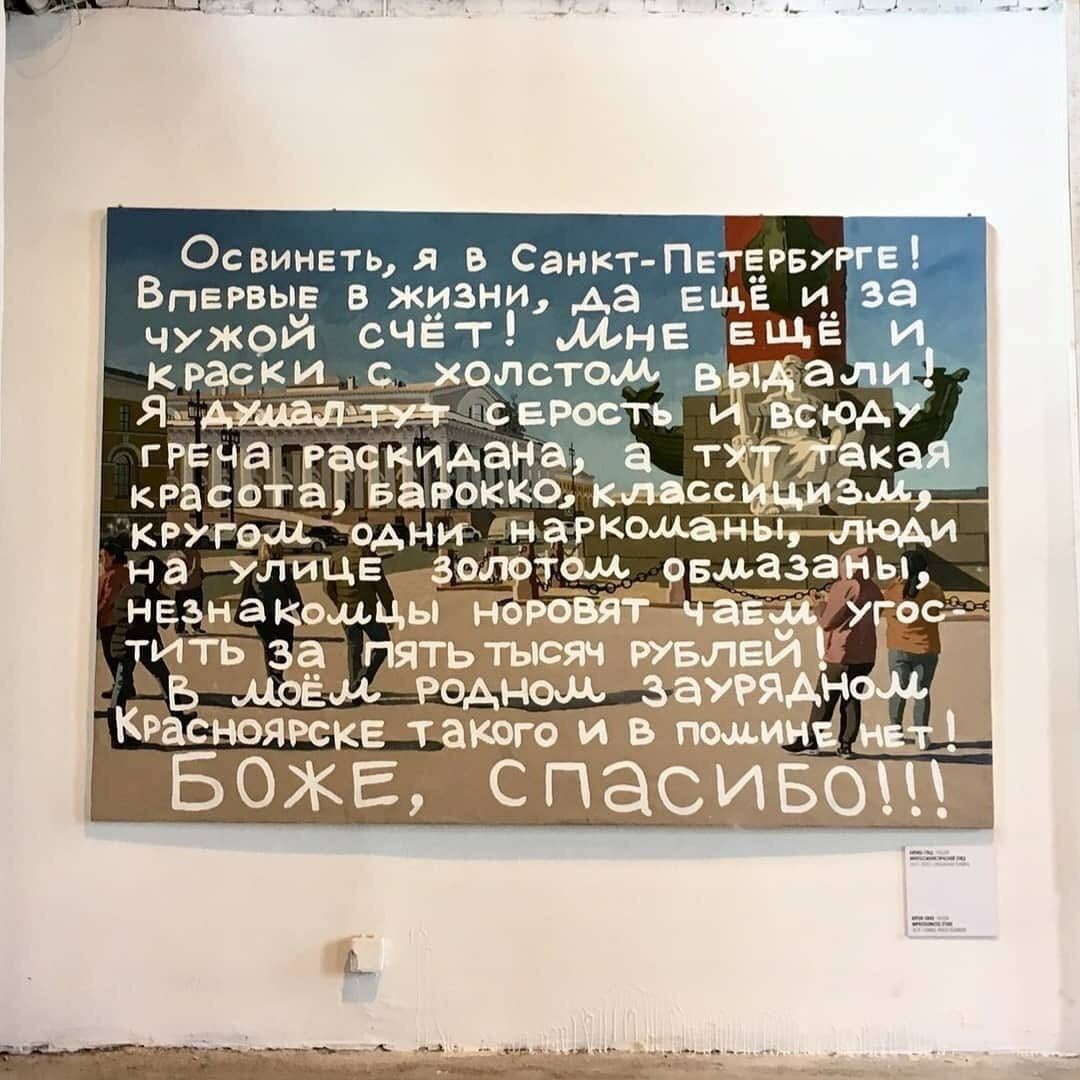 Освинеть, я в Санкт-Петербурге!
Впервые в жизни, да ещё и за
чужой счёт! Мне ещё и
краски с холстом выдали!
Я думал тут серость и всюду
греча раскидана, а тут такая
красота, барокко, классицизм,
кругом одни наркоманы, люди
на улице золотом обмазаны,
незнакомцы норовят чаем угос-
тить за пять тысяч рублей!
В моём родном заурядном
Красноярске такого и в помине нет!
Боже, спасибо!!!